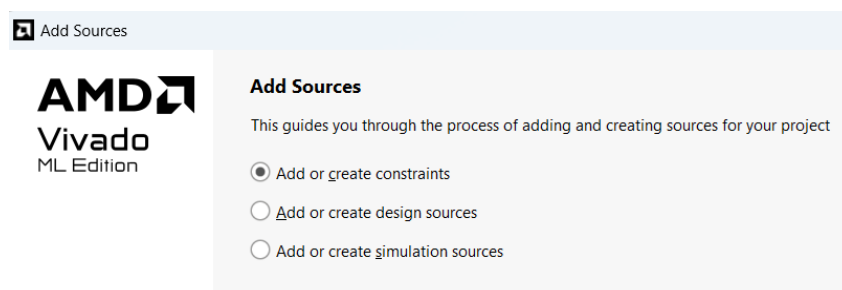 Add Sources
AMD
Vivado
ML Edition
Add Sources
This guides you through the process of adding and creating sources for your project
Add or create constraints
Add or create design sources
Add or create simulation sources